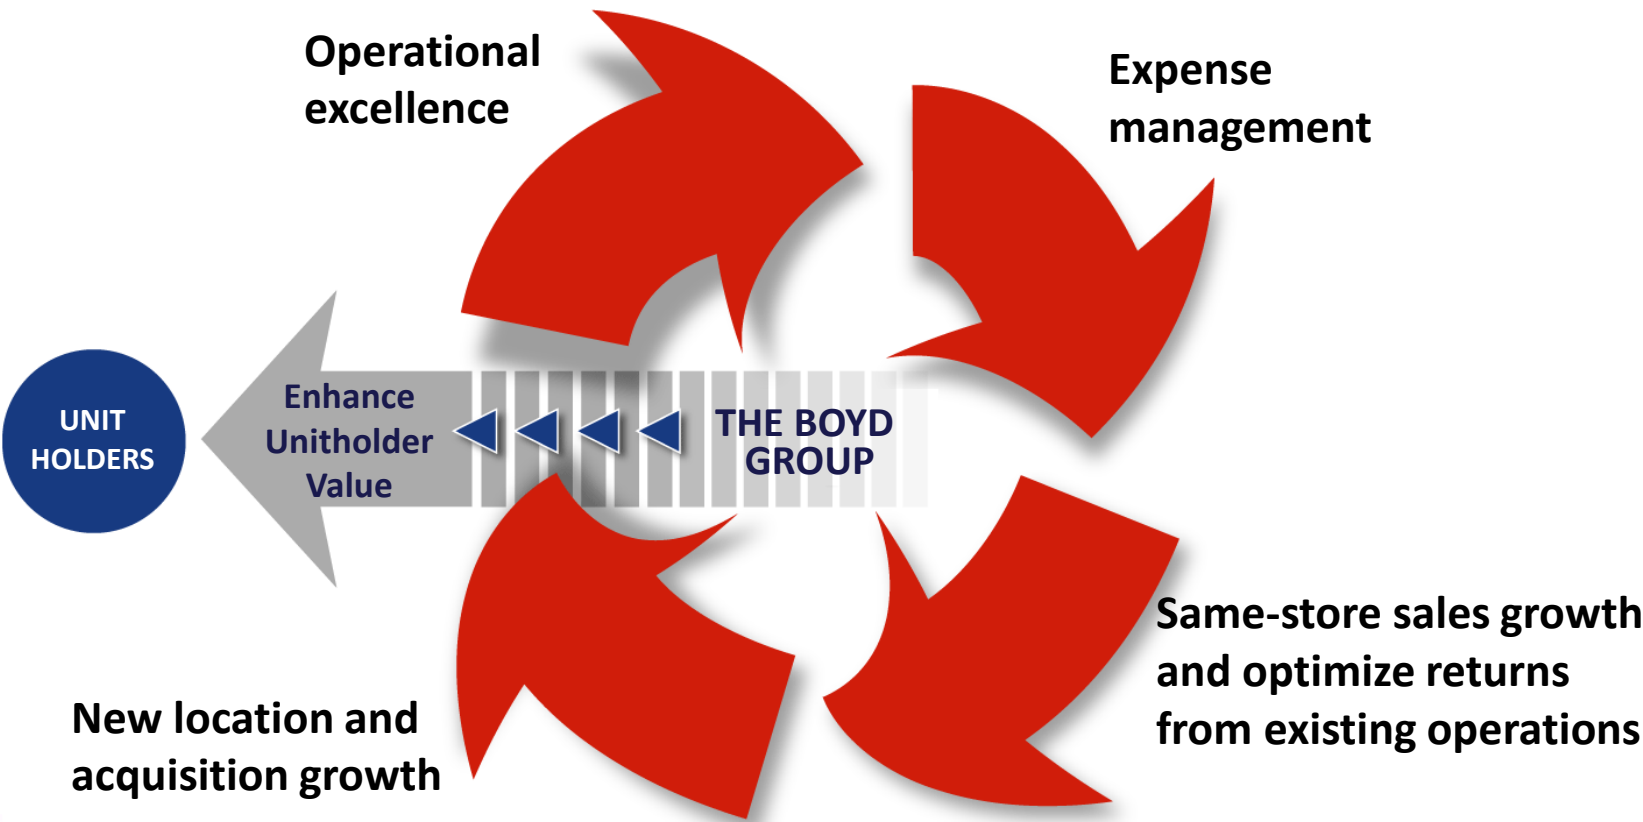 Operational
excellence
Expense
management
UNIT
HOLDERS
Enhance
Unitholder
Value
THE BOYD
GROUP
Same-store sales growth
and optimize returns
from existing operations
New location and
acquisition growth